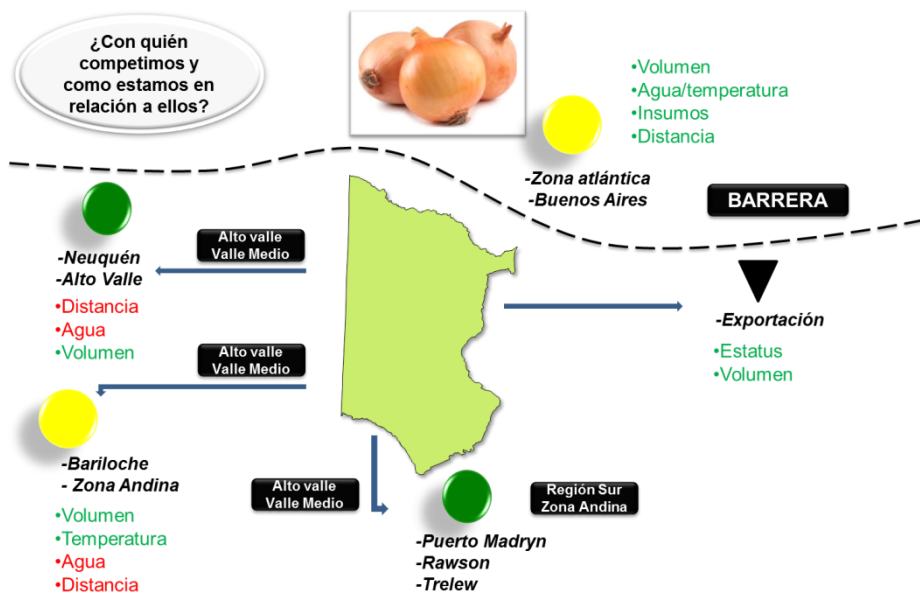 ¿Con quién
competimos y
como estamos en
relación a ellos?
•Volumen
•Agua/temperatura
•Insumos
•Distancia
-Zona atlántica
-Buenos Aires
BARRERA
Alto valle
Valle Medio
-Neuquén
-Alto Valle
•Distancia
•Agua
•Volumen
-Exportación
•Estatus
•Volumen
Alto valle
Valle Medio
-Bariloche
- Zona Andina
•Volumen
•Temperatura
•Agua
•Distancia
Alto valle
Valle Medio
Región Sur
Zona Andina
-Puerto Madryn
-Rawson
-Trelew